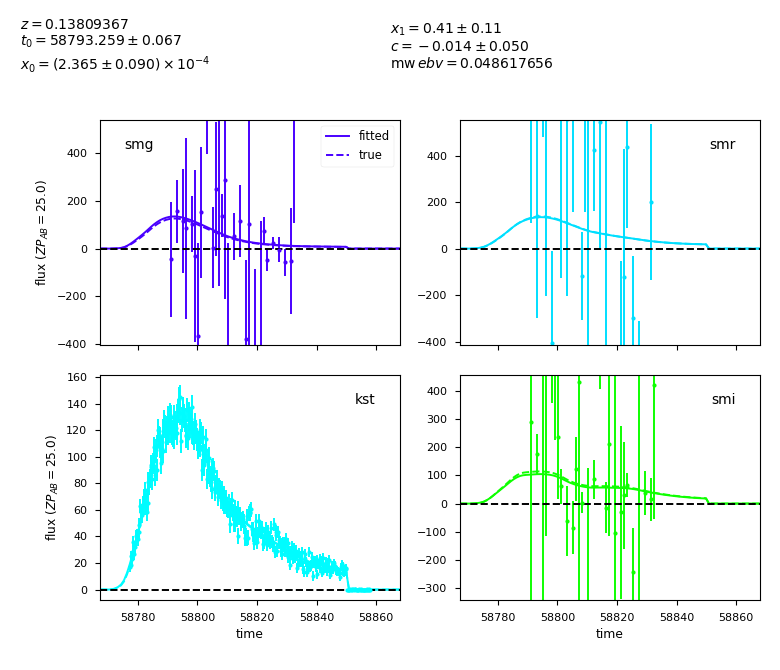 z = 0.13809367
t₀ = 58793.259 ± 0.067
x₀ = (2.365 ± 0.090) × 10⁻⁴
x₁ = 0.41 ± 0.11
c = −0.014 ± 0.050
mw ebv = 0.048617656
smg
fitted
true
400
200
0
−200
−400
flux (ZP_AB = 25.0)
smr
400
200
0
−200
−400
kst
160
140
120
100
80
60
40
20
0
flux (ZP_AB = 25.0)
58780 58800 58820 58840 58860
time
smi
400
300
200
100
0
−100
−200
−300
58780 58800 58820 58840 58860
time